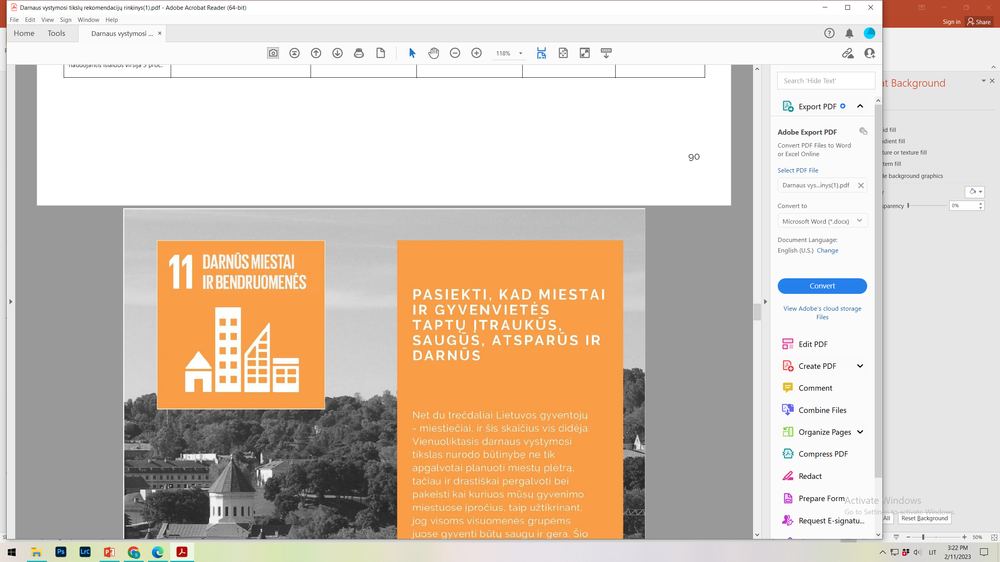 Darnaus vystymosi tikslų rekomendacijų rinkinys(1).pdf - Adobe Acrobat Reader (64-bit)
File Edit View Sign Window Help
Sign in Share
Home Tools Darnaus vystymosi ...
118%
naudojantis išlaidos viršija 5 proc.
90
11 DARNŪS MIESTAI
IR BENDRUOMENĖS
PASIEKTI, KAD MIESTAI
IR GYVENVIETĖS
TAPTŲ ĮTRAUKŪS,
SAUGŪS, ATSPARŪS IR
DARNŪS
Net du trečdaliai Lietuvos gyventojų
- miestiečiai, ir šis skaičius vis didėja.
Vienuoliktasis darnaus vystymosi
tikslas nurodo būtinybę ne tik
apgalvotai planuoti miestų plėtrą,
tačiau ir drastiškai pergalvoti bei
pakeisti kai kuriuos mūsų gyvenimo
miestuose įpročius, taip užtikrinant,
jog visoms visuomenės grupėms
juose gyventi būtų saugu ir gera. Šio
Search 'Hide Text'
Export PDF
Adobe Export PDF
Convert PDF Files to Word
or Excel Online
Select PDF File
Darnaus vys...inys(1).pdf
Convert to
Microsoft Word (*.docx)
Document Language:
English (U.S.) Change
Convert
View Adobe's cloud storage
Files
Edit PDF
Create PDF
Comment
Combine Files
Organize Pages
Compress PDF
Redact
Prepare Form
Request E-signatu...
at Background
id fill
dient fill
ture or texture fill
tern fill
de background graphics
r
sparency 0%
Activate Windows
Go to Settings to activate Windows.
All Reset Background
50%
Ps LrC
LIT
3:22 PM
2/11/2023